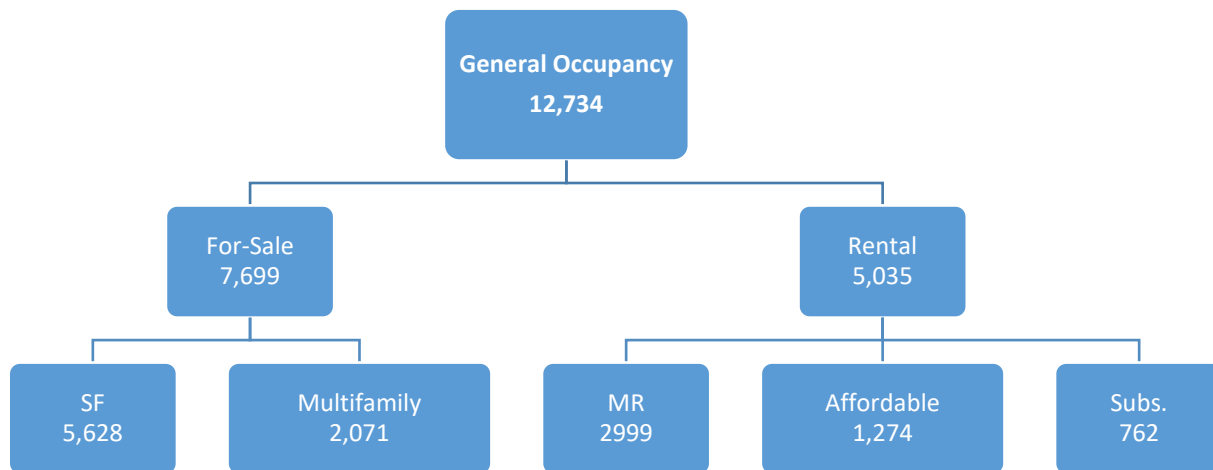 General Occupancy
12,734
For-Sale
7,699
Rental
5,035
SF
5,628
Multifamily
2,071
MR
2999
Affordable
1,274
Subs.
762